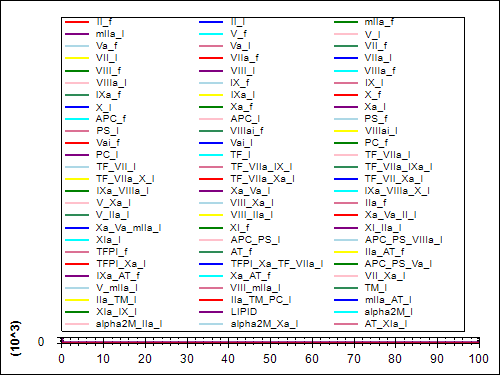 II_f II_l mIIa_f
mIIa_l V_f V_l
Va_f Va_l VII_f
VII_l VIIa_f VIIa_l
VIII_f VIII_l VIIIa_f
VIIIa_l IX_f IX_l
IXa_f IXa_l X_f
X_l Xa_f Xa_l
APC_f APC_l PS_f
PS_l VIIIai_f VIIIai_l
Vai_f Vai_l PC_f
PC_l TF_l TF_VIIa_l
TF_VII_l TF_VIIa_IX_l TF_VIIa_IXa_l
TF_VIIa_X_l TF_VIIa_Xa_l TF_VII_Xa_l
IXa_VIIIa_l Xa_Va_l IXa_VIIIa_X_l
V_Xa_l VIII_Xa_l IIa_f
V_IIa_l VIII_IIa_l Xa_Va_II_l
Xa_Va_mIIa_l XI_f XI_IIa_l
XIa_l APC_PS_l APC_PS_VIIIa_l
TFPI_f AT_f IIa_AT_f
TFPI_Xa_l TFPI_Xa_TF_VIIa_l APC_PS_Va_l
IXa_AT_f Xa_AT_f VII_Xa_l
V_mIIa_l VIII_mIIa_l TM_l
IIa_TM_l IIa_TM_PC_l mIIa_AT_l
XIa_IX_l LIPID alpha2M_l
alpha2M_IIa_l alpha2M_Xa_l AT_XIa_l
(10^3)
0
0 10 20 30 40 50 60 70 80 90 100